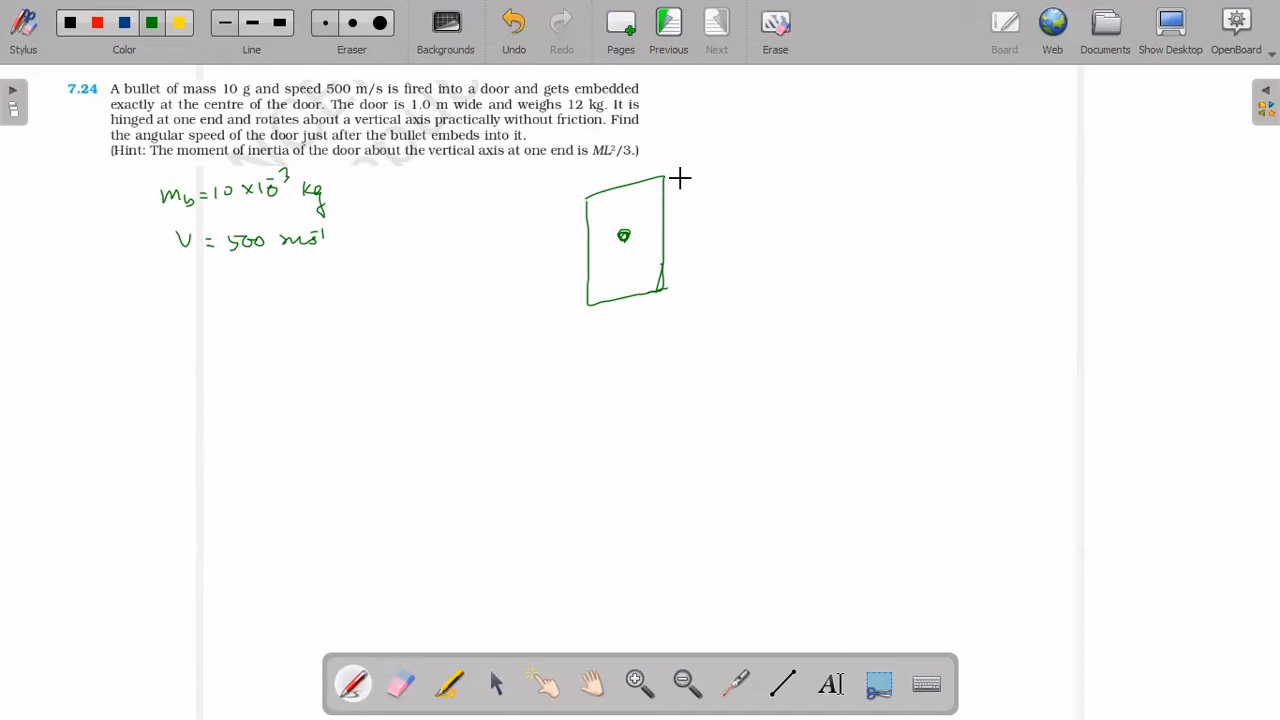 Stylus Color Line Eraser Backgrounds Undo Redo Pages Previous Next Erase Board Web Documents Show Desktop OpenBoard
7.24 A bullet of mass 10 g and speed 500 m/s is fired into a door and gets embedded
exactly at the centre of the door. The door is 1.0 m wide and weighs 12 kg. It is
hinged at one end and rotates about a vertical axis practically without friction. Find
the angular speed of the door just after the bullet embeds into it.
(Hint: The moment of inertia of the door about the vertical axis at one end is ML²/3.)
m_b = 10 × 10⁻³ kg
V = 500 ms⁻¹